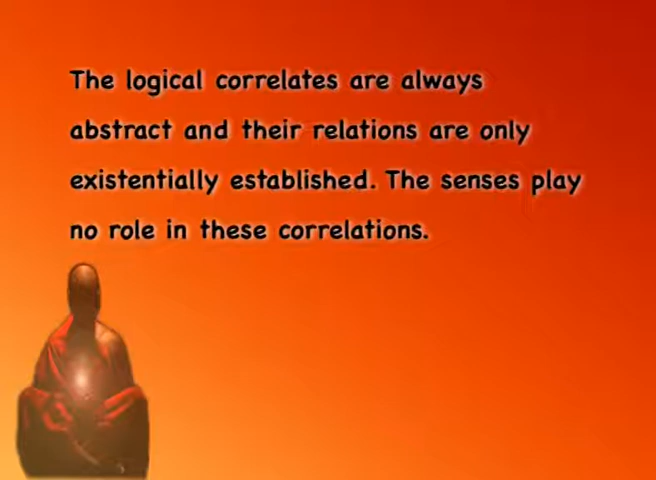 The logical correlates are always
abstract and their relations are only
existentially established. The senses play
no role in these correlations.